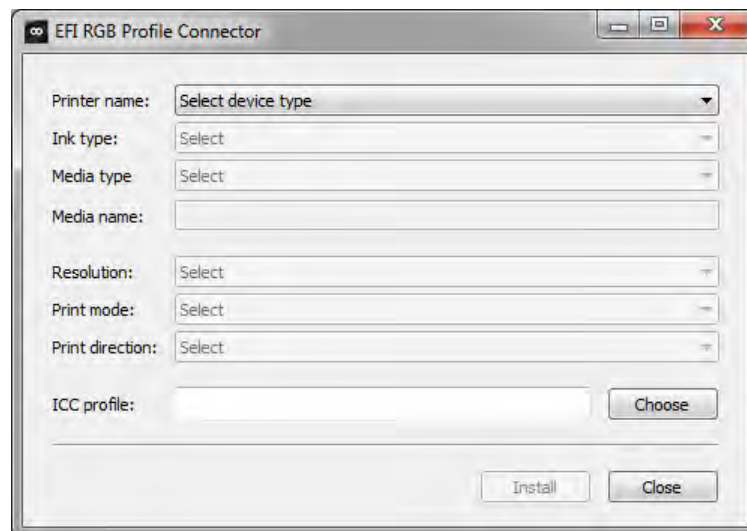 EFI RGB Profile Connector
Printer name: Select device type
Ink type: Select
Media type Select
Media name:
Resolution: Select
Print mode: Select
Print direction: Select
ICC profile: Choose
Install Close